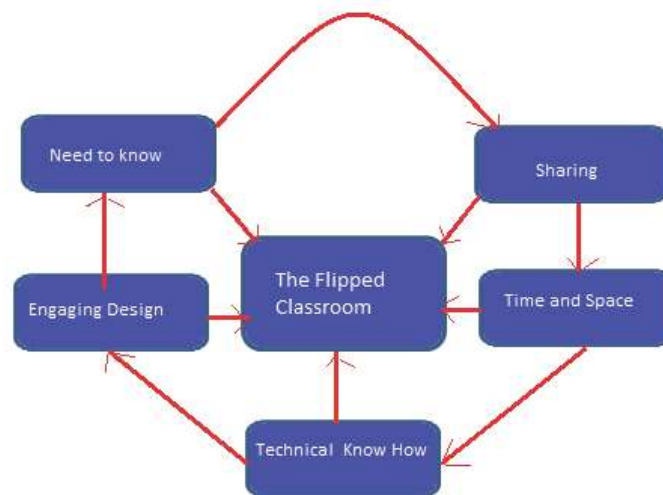 Need to know
Sharing
The Flipped
Classroom
Engaging Design
Time and Space
Technical Know How